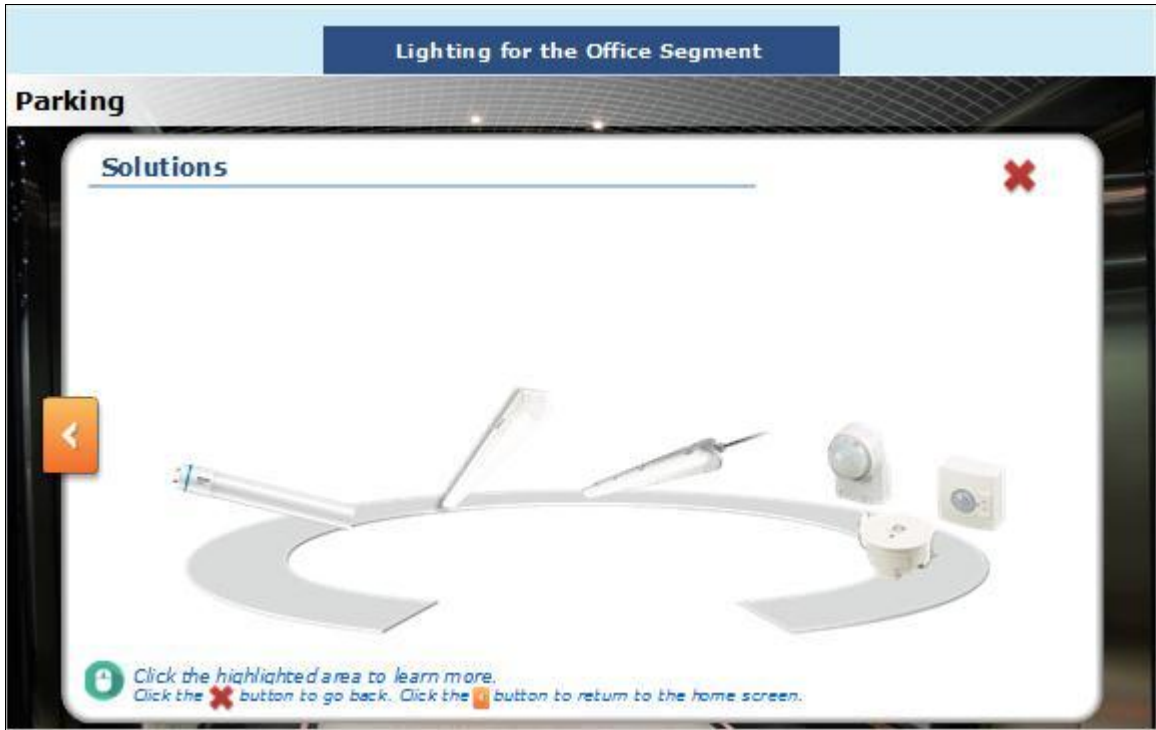 Lighting for the Office Segment
Parking
Solutions
Click the highlighted area to learn more.
Click the button to go back. Click the button to return to the home screen.